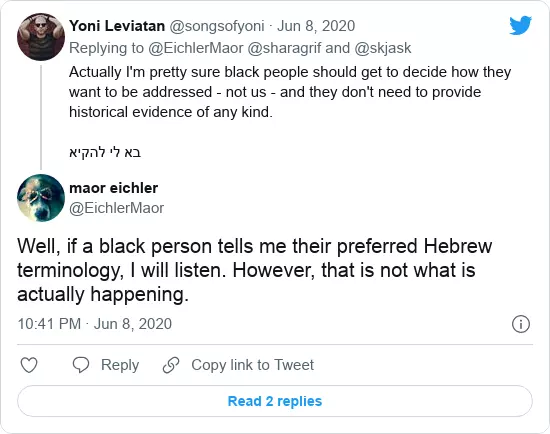 Yoni Leviatan @songsofyoni · Jun 8, 2020
Replying to @EichlerMaor @sharagrif and @skjask
Actually I'm pretty sure black people should get to decide how they
want to be addressed - not us - and they don't need to provide
historical evidence of any kind.
בא לי להקיא
maor eichler
@EichlerMaor
Well, if a black person tells me their preferred Hebrew
terminology, I will listen. However, that is not what is
actually happening.
10:41 PM · Jun 8, 2020
Reply
Copy link to Tweet
Read 2 replies